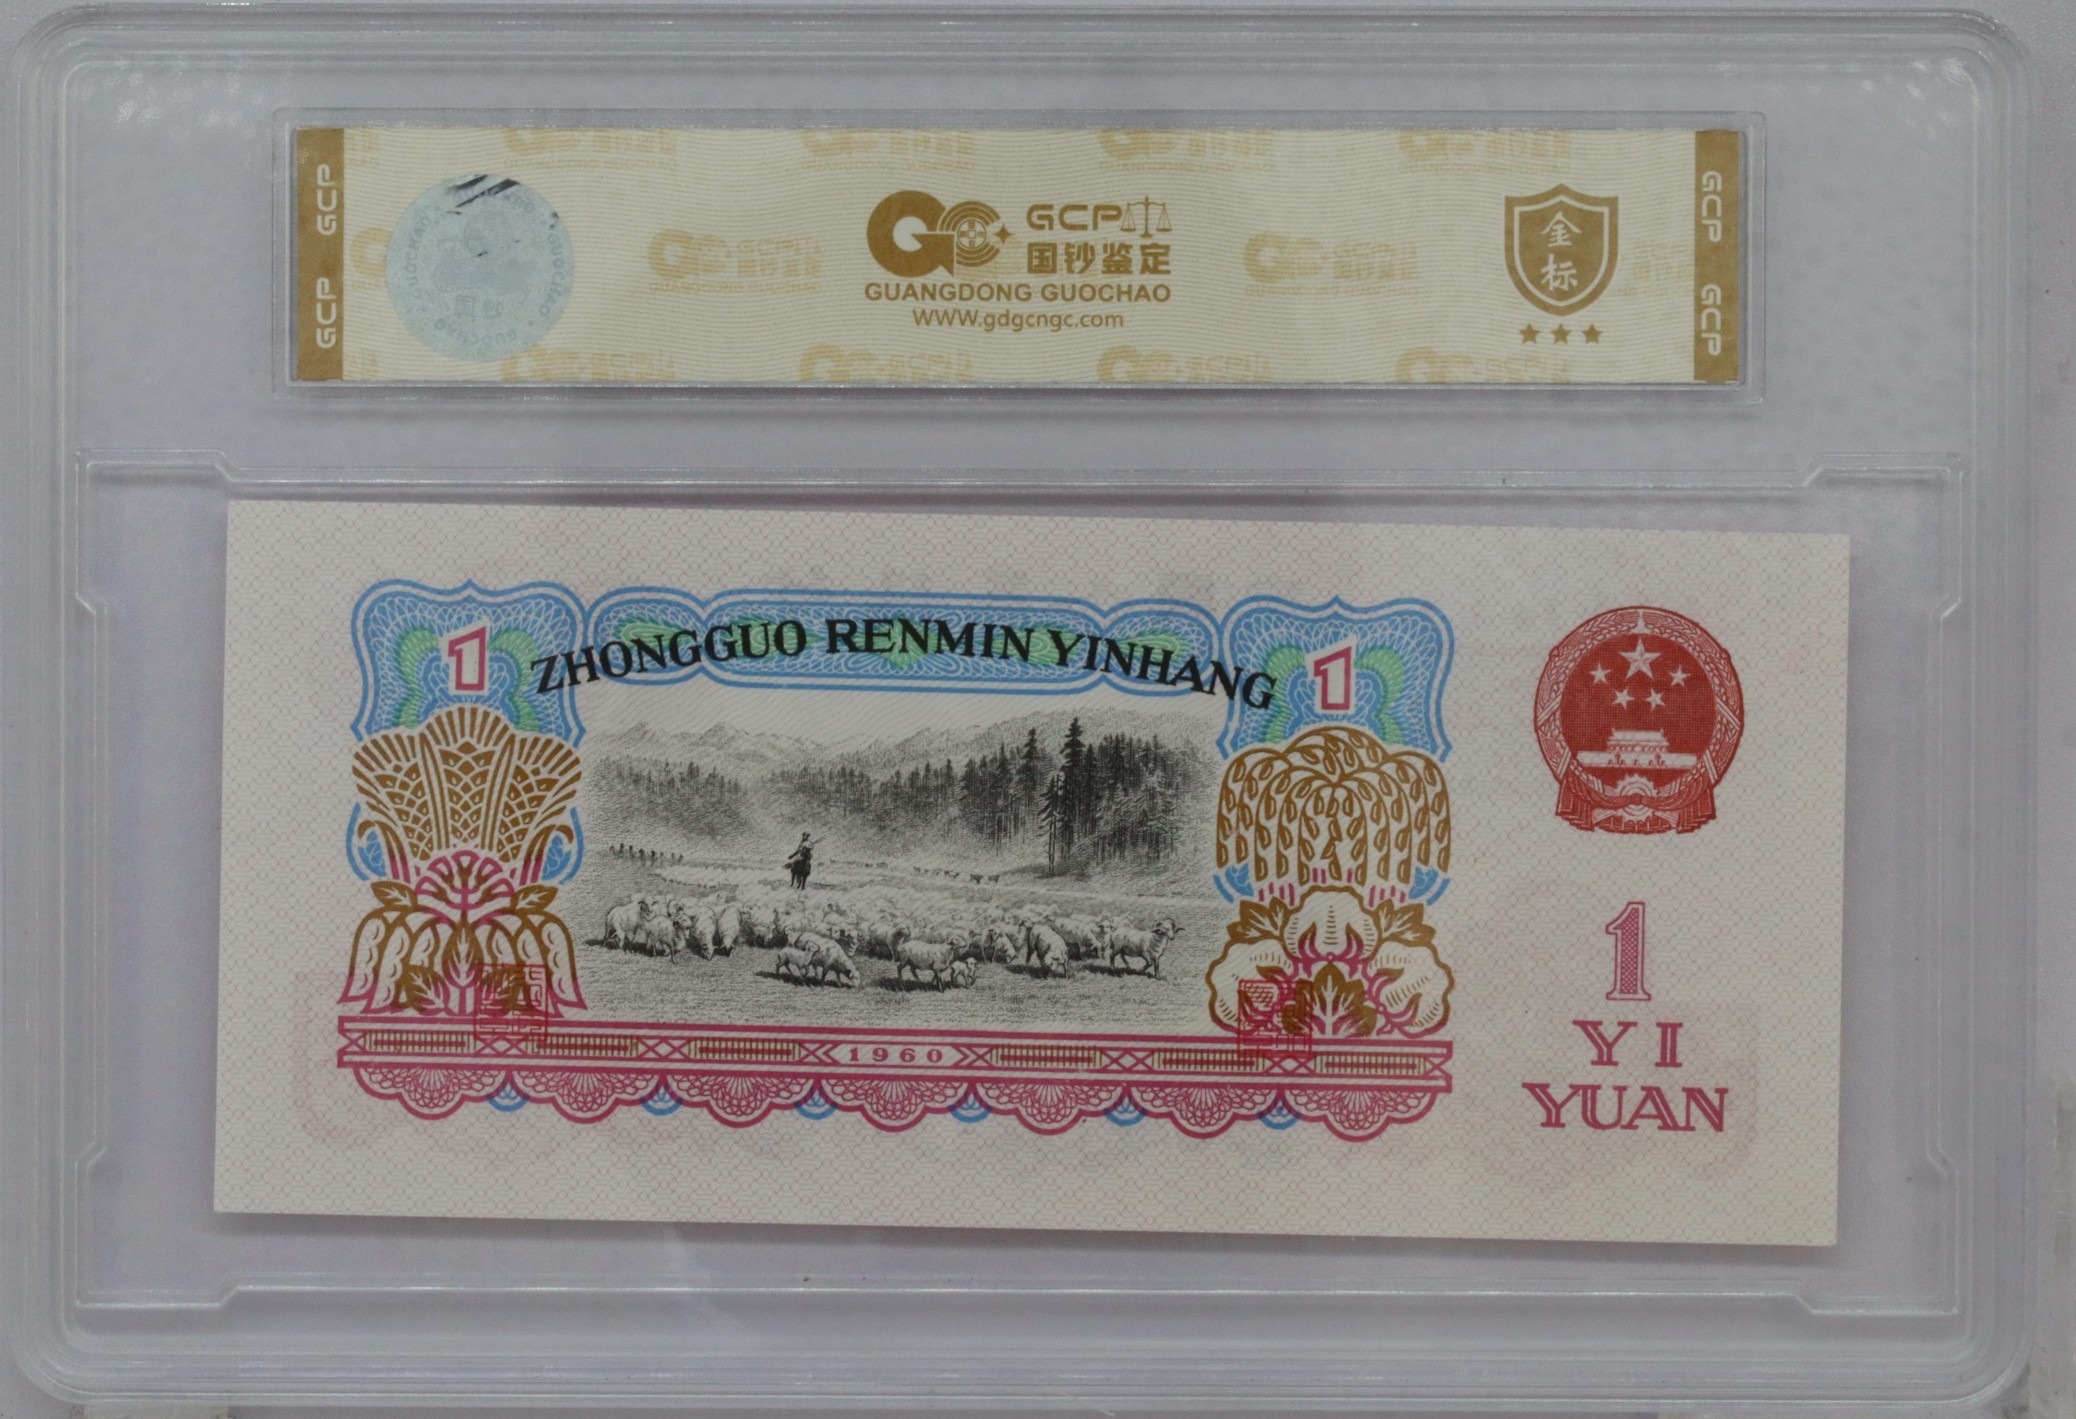 GCP GCP
GCP
国钞鉴定
GUANGDONG GUOCHAO
www.gdgcngc.com
金
标
GCP GCP
ZHONGGUO RENMIN YINHANG
1
1
1960
1
YI
YUAN